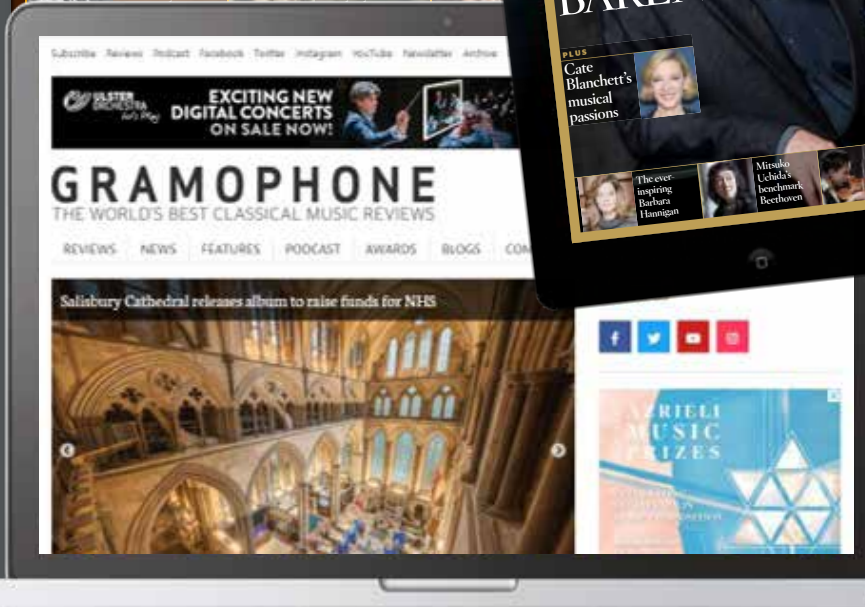 Subscribe Reviews Podcast Facebook Twitter Instagram YouTube Newsletter Archive
ULSTER
ORCHESTRA
EXCITING NEW
DIGITAL CONCERTS
ON SALE NOW!
GRAMOPHONE
THE WORLD'S BEST CLASSICAL MUSIC REVIEWS
REVIEWS NEWS FEATURES PODCAST AWARDS BLOGS
Salisbury Cathedral releases album to raise funds for NHS
PLUS
Cate
Blanchett's
musical
passions
The ever-
inspiring
Barbara
Hannigan
Mitsuko
Uchida's
benchmark
Beethoven
AZRIELI
MUSIC
PRIZES